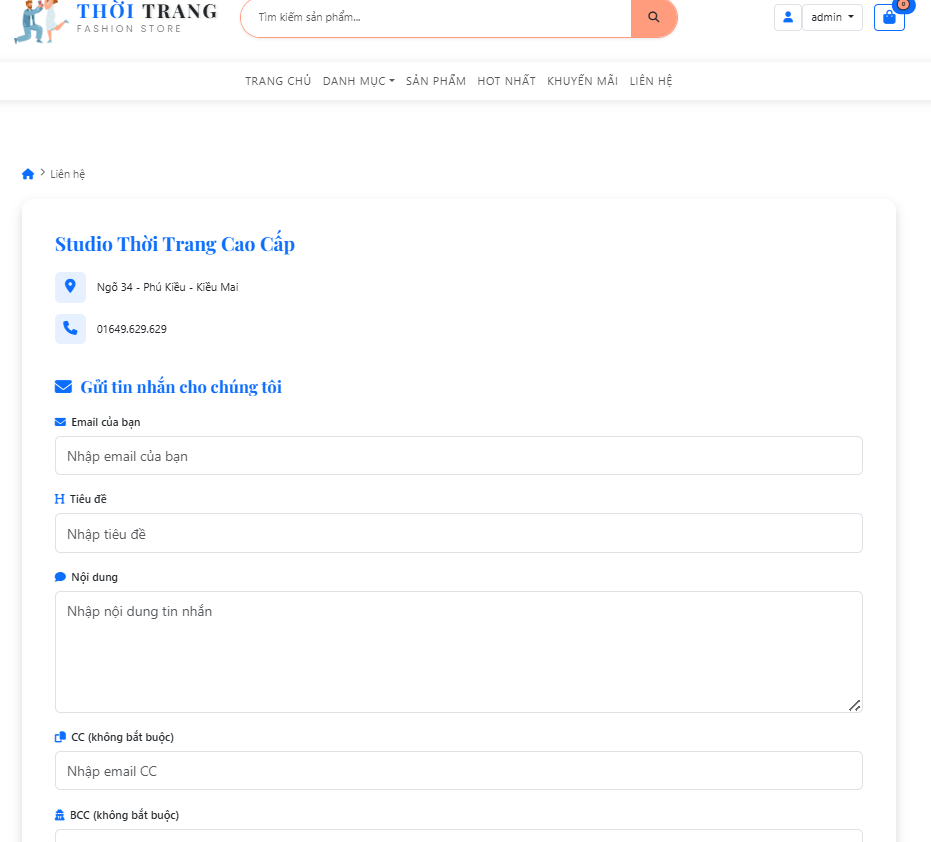 THỜI TRANG
FASHION STORE
Tìm kiếm sản phẩm...
admin
0
TRANG CHỦ DANH MỤC SẢN PHẨM HOT NHẤT KHUYẾN MÃI LIÊN HỆ
Liên hệ
Studio Thời Trang Cao Cấp
Ngõ 34 - Phú Kiều - Kiều Mai
01649.629.629
Gửi tin nhắn cho chúng tôi
Email của bạn
Nhập email của bạn
Tiêu đề
Nhập tiêu đề
Nội dung
Nhập nội dung tin nhắn
CC (không bắt buộc)
Nhập email CC
BCC (không bắt buộc)